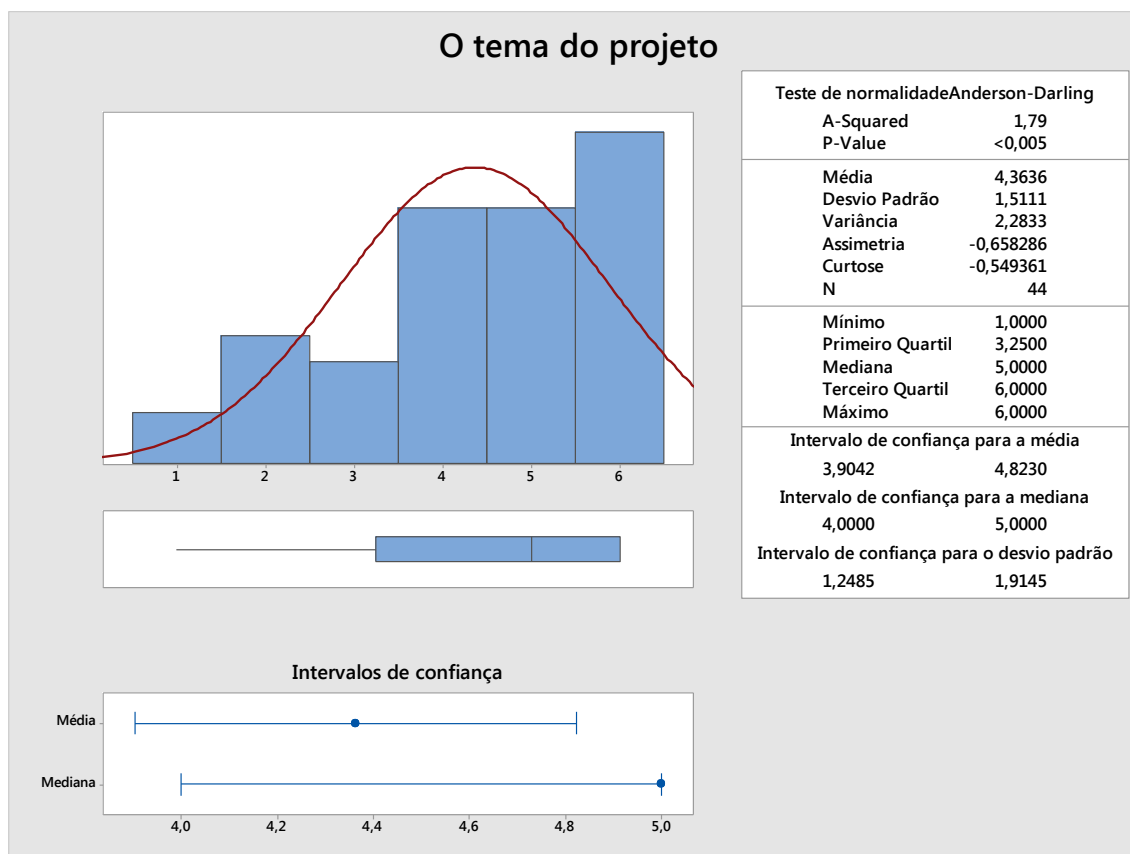 O tema do projeto
Teste de normalidadeAnderson-Darling
A-Squared 1,79
P-Value <0,005
Média 4,3636
Desvio Padrão 1,5111
Variância 2,2833
Assimetria -0,658286
Curtose -0,549361
N 44
Mínimo 1,0000
Primeiro Quartil 3,2500
Mediana 5,0000
Terceiro Quartil 6,0000
Máximo 6,0000
Intervalo de confiança para a média
3,9042 4,8230
Intervalo de confiança para a mediana
4,0000 5,0000
Intervalo de confiança para o desvio padrão
1,2485 1,9145
1 2 3 4 5 6
Intervalos de confiança
Média
Mediana
4,0 4,2 4,4 4,6 4,8 5,0